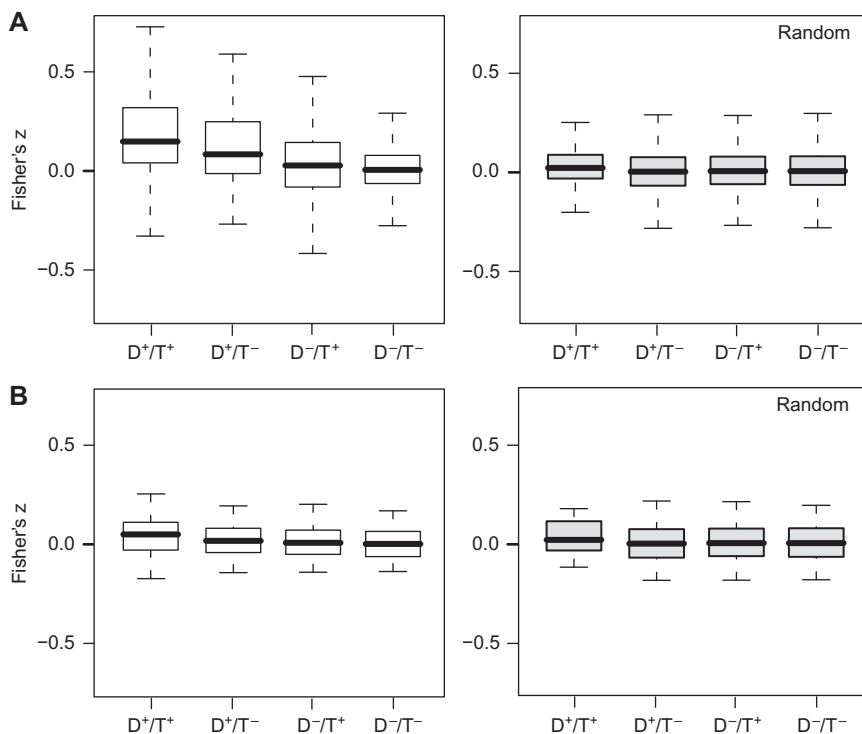 A
Random
Fisher's z
0.5
0.0
−0.5
0.5
0.0
−0.5
D⁺/T⁺ D⁺/T⁻ D⁻/T⁺ D⁻/T⁻
D⁺/T⁺ D⁺/T⁻ D⁻/T⁺ D⁻/T⁻
B
Random
Fisher's z
0.5
0.0
−0.5
0.5
0.0
−0.5
D⁺/T⁺ D⁺/T⁻ D⁻/T⁺ D⁻/T⁻
D⁺/T⁺ D⁺/T⁻ D⁻/T⁺ D⁻/T⁻